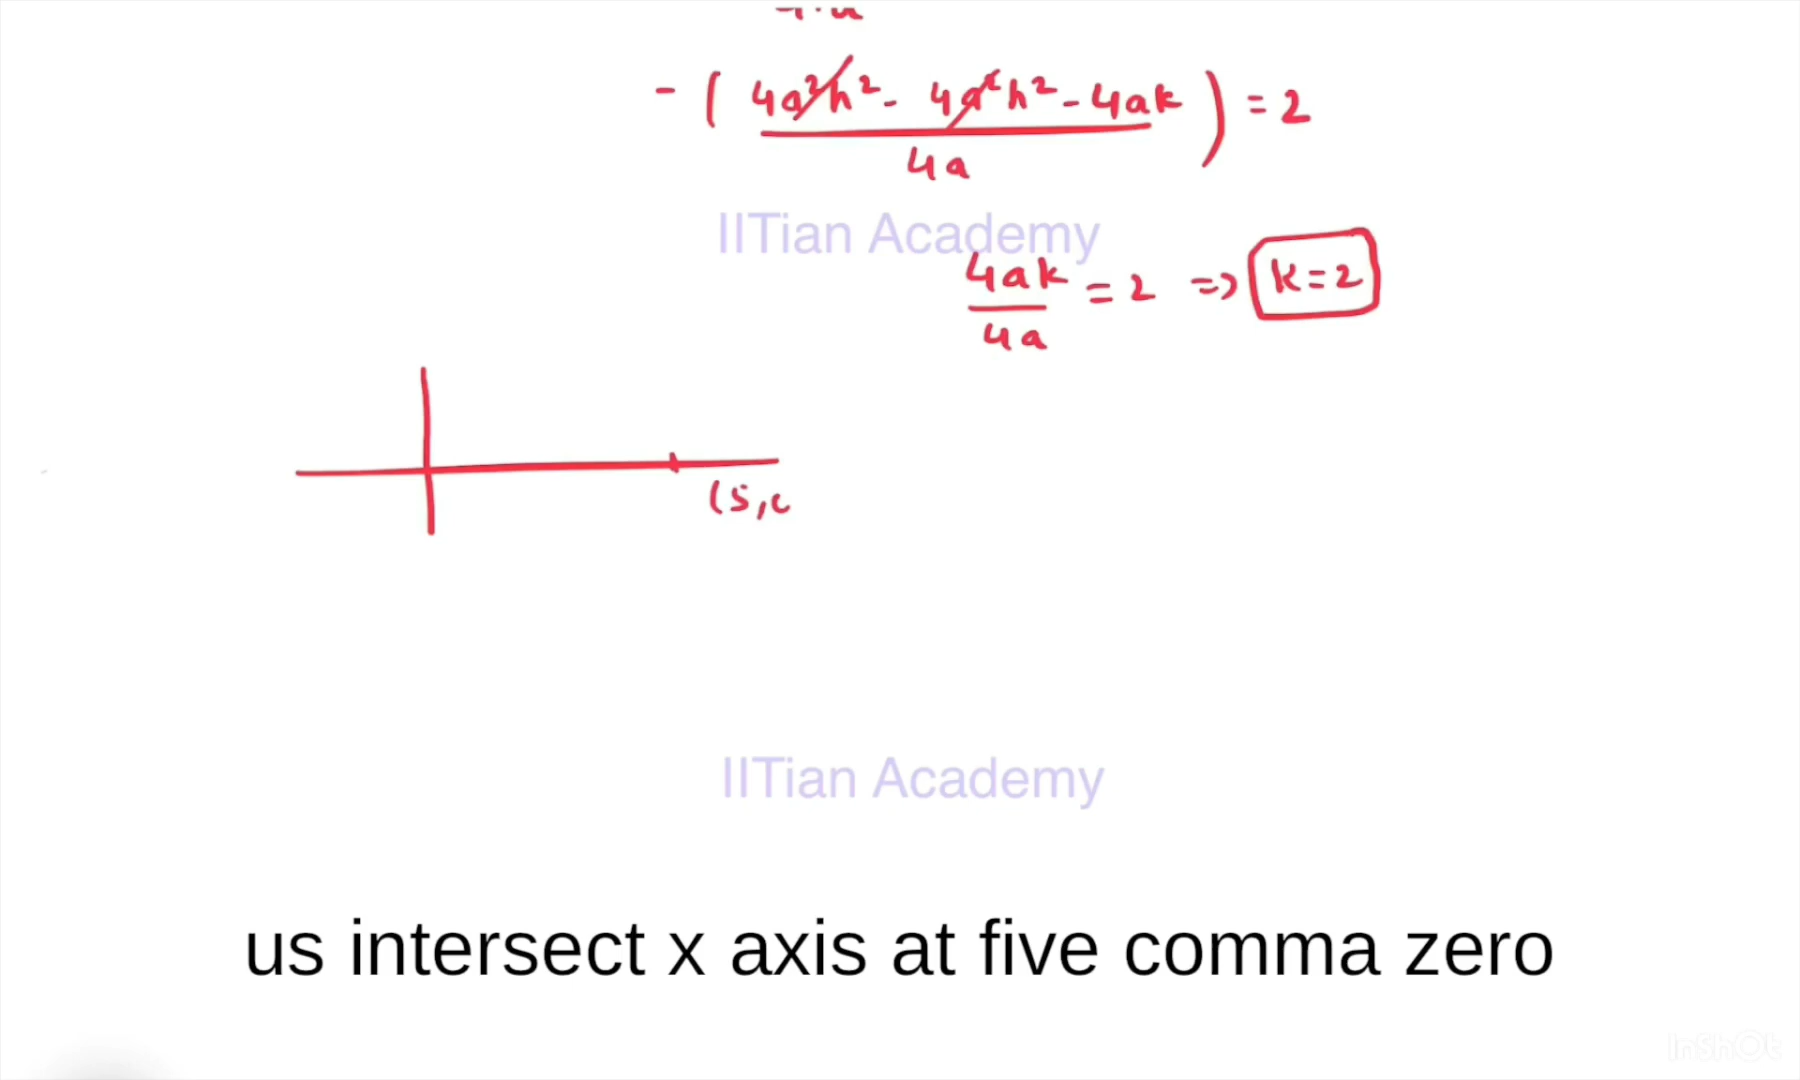 - ( 4a²h² - 4a²h² - 4ak ) = 2
4a
IITian Academy
4ak = 2 => k=2
4a
(5,
IITian Academy
us intersect x axis at five comma zero
InShOt